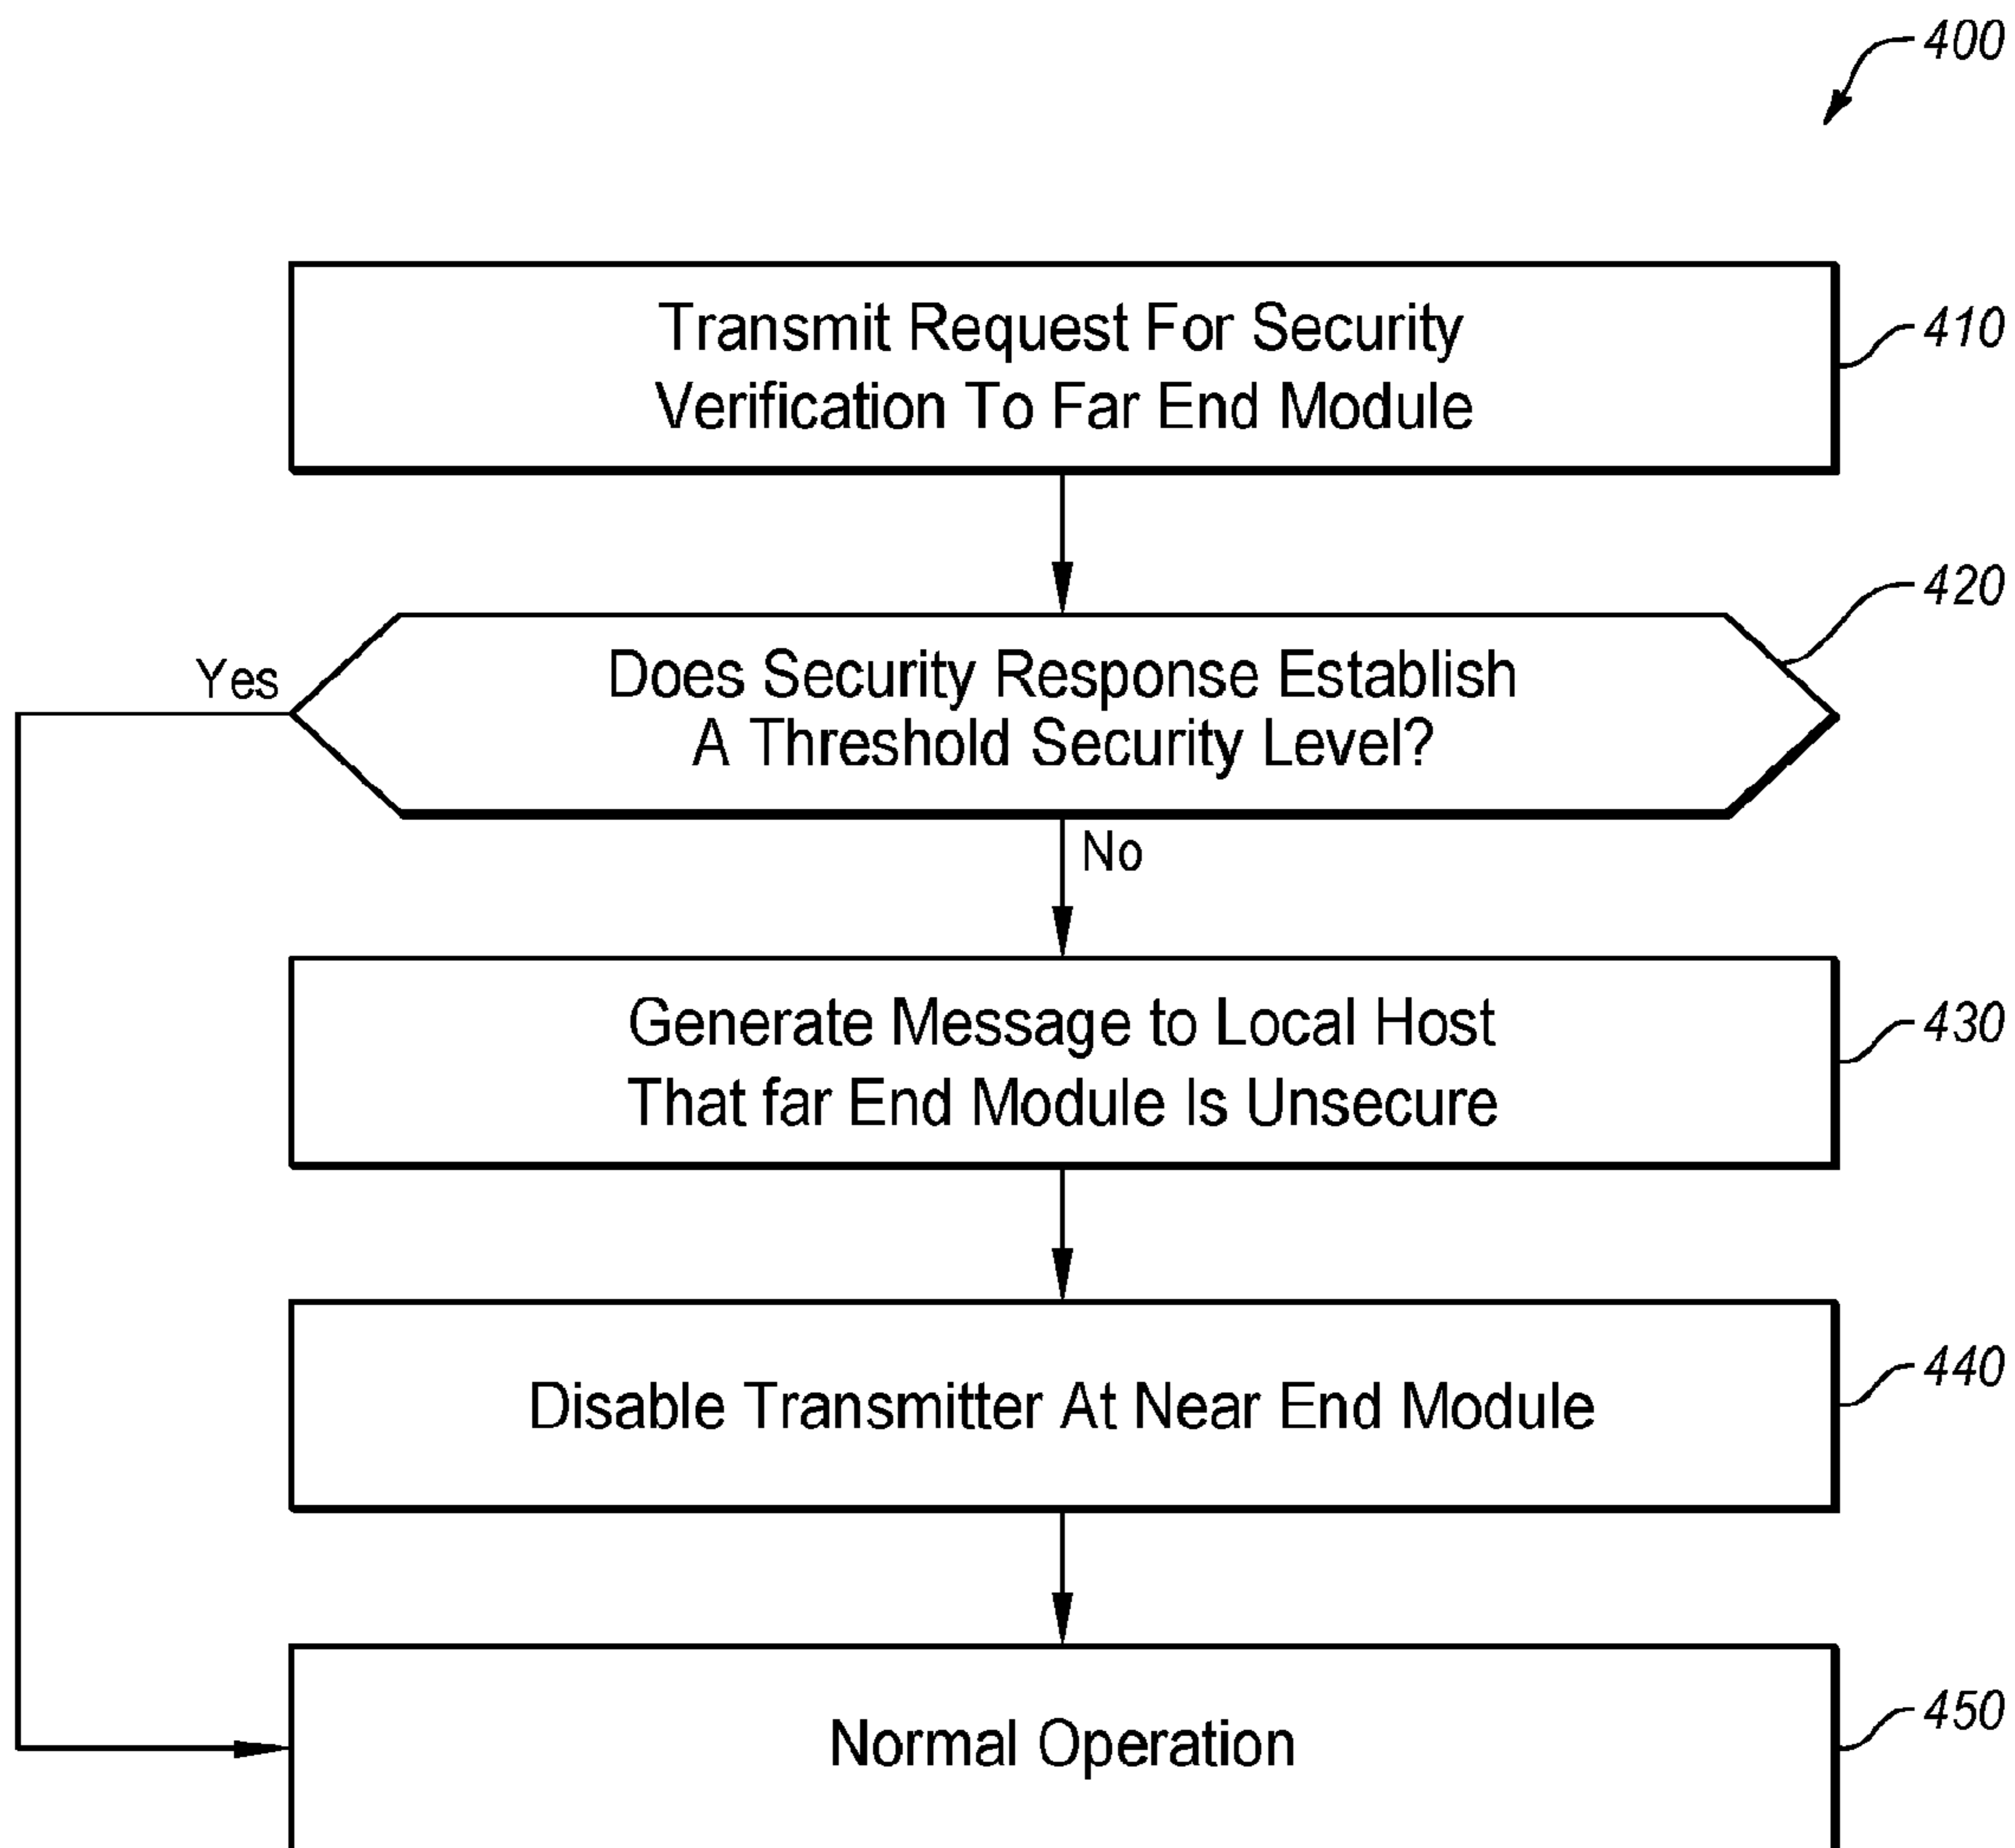 400
Transmit Request For Security
Verification To Far End Module
410
420
Yes
Does Security Response Establish
A Threshold Security Level?
No
Generate Message to Local Host
That far End Module Is Unsecure
430
Disable Transmitter At Near End Module
440
Normal Operation
450